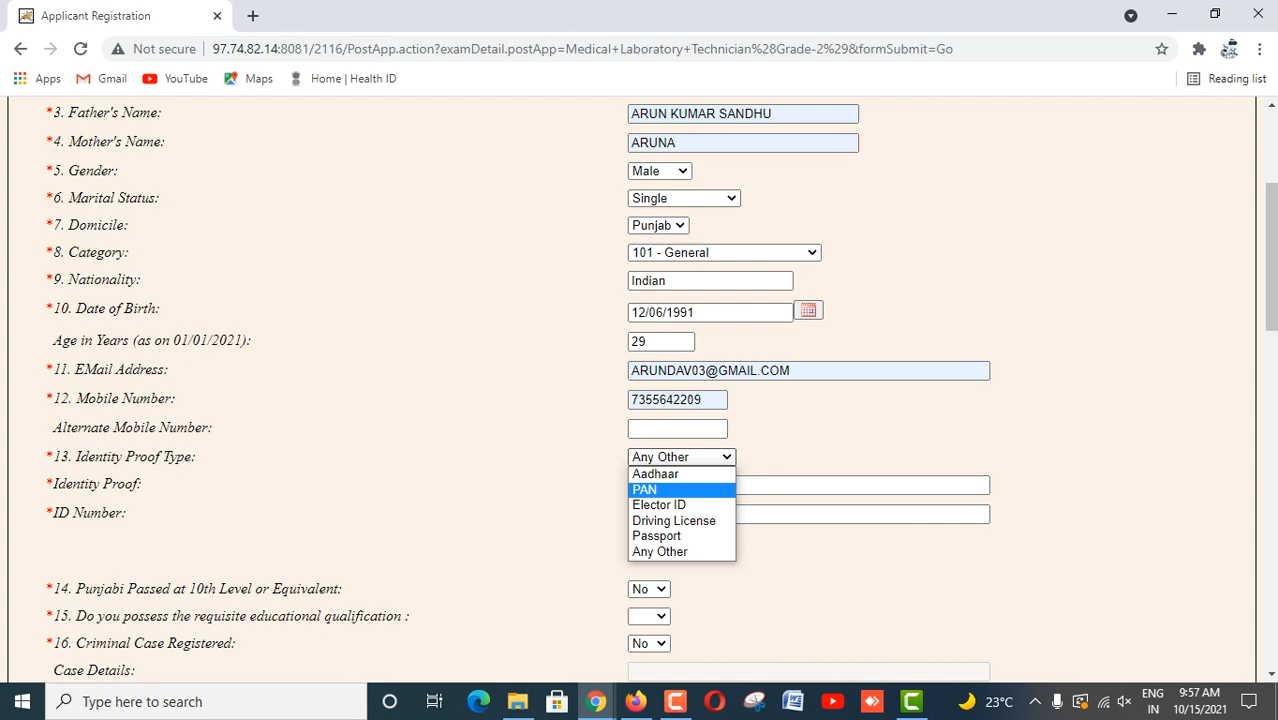 Applicant Registration
Not secure 97.74.82.14:8081/2116/PostApp.action?examDetail.postApp=Medical+Laboratory+Technician%28Grade-2%29&formSubmit=Go
Apps Gmail YouTube Maps Home | Health ID Reading list
*3. Father's Name: ARUN KUMAR SANDHU
*4. Mother's Name: ARUNA
*5. Gender: Male
*6. Marital Status: Single
*7. Domicile: Punjab
*8. Category: 101 - General
*9. Nationality: Indian
*10. Date of Birth: 12/06/1991
Age in Years (as on 01/01/2021): 29
*11. EMail Address: ARUNDAV03@GMAIL.COM
*12. Mobile Number: 7355642209
Alternate Mobile Number:
*13. Identity Proof Type: Any Other
Aadhaar
*Identity Proof: PAN
Elector ID
*ID Number: Driving License
Passport
Any Other
*14. Punjabi Passed at 10th Level or Equivalent: No
*15. Do you possess the requisite educational qualification :
*16. Criminal Case Registered: No
Case Details:
Type here to search 23°C ENG 9:57 AM
IN 10/15/2021